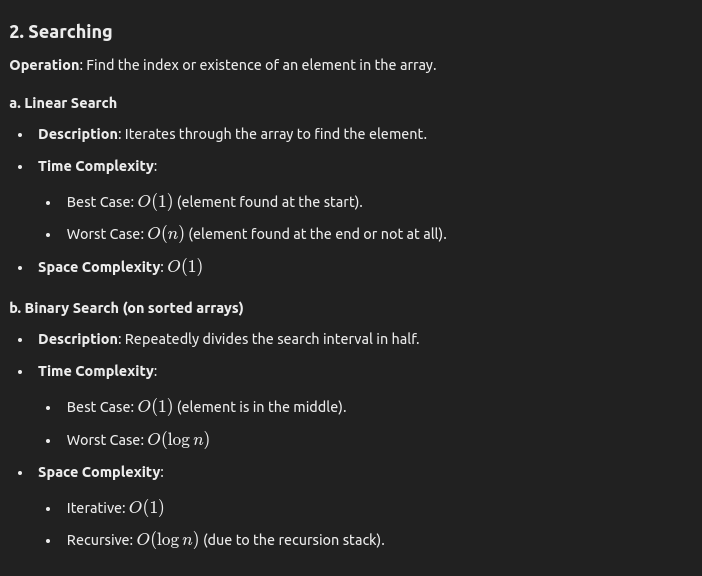 2. Searching
Operation: Find the index or existence of an element in the array.
a. Linear Search
• Description: Iterates through the array to find the element.
• Time Complexity:
• Best Case: O(1) (element found at the start).
• Worst Case: O(n) (element found at the end or not at all).
• Space Complexity: O(1)
b. Binary Search (on sorted arrays)
• Description: Repeatedly divides the search interval in half.
• Time Complexity:
• Best Case: O(1) (element is in the middle).
• Worst Case: O(log n)
• Space Complexity:
• Iterative: O(1)
• Recursive: O(log n) (due to the recursion stack).